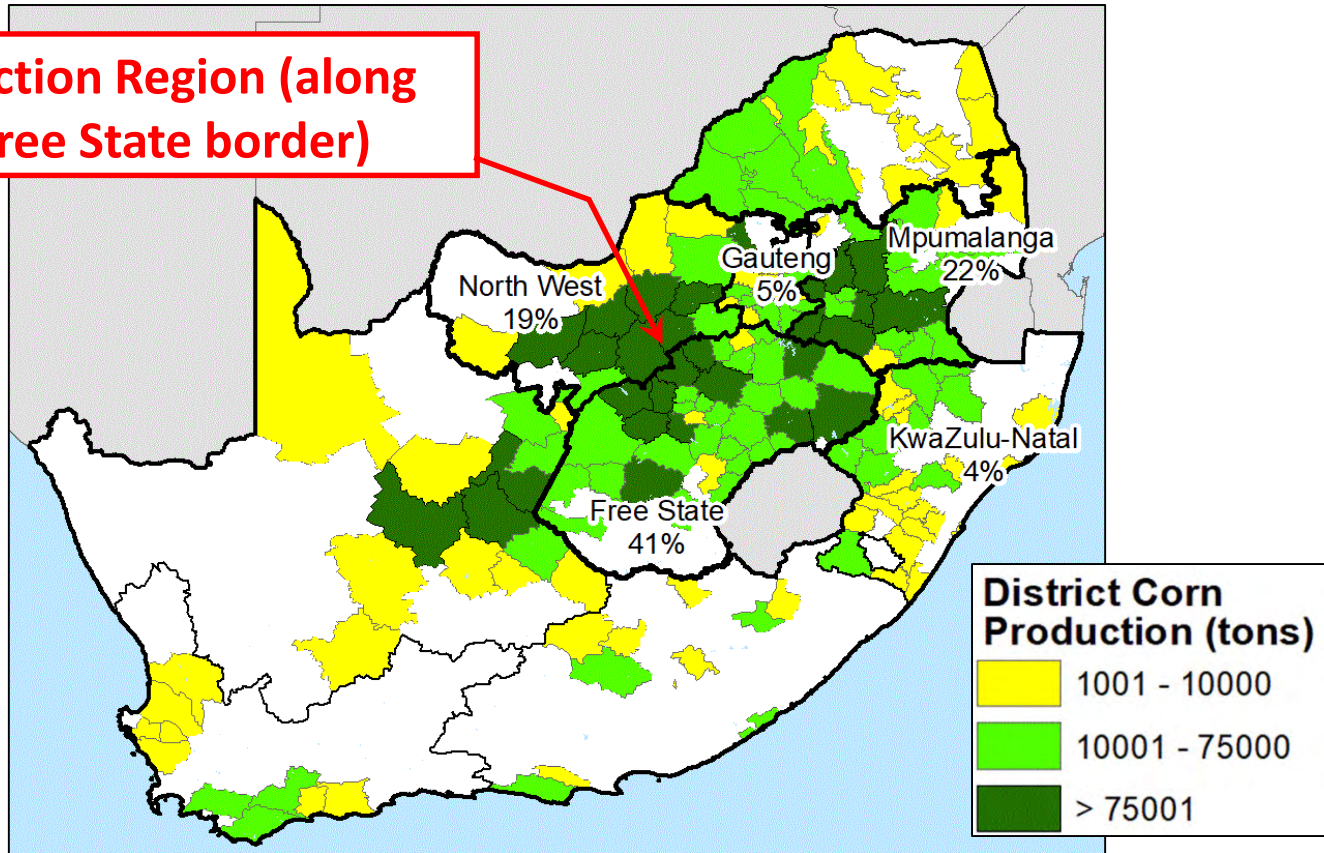 ction Region (along
ree State border)
Mpumalanga
22%
Gauteng
5%
North West
19%
KwaZulu-Natal
4%
Free State
41%
District Corn
Production (tons)
1001 - 10000
10001 - 75000
> 75001